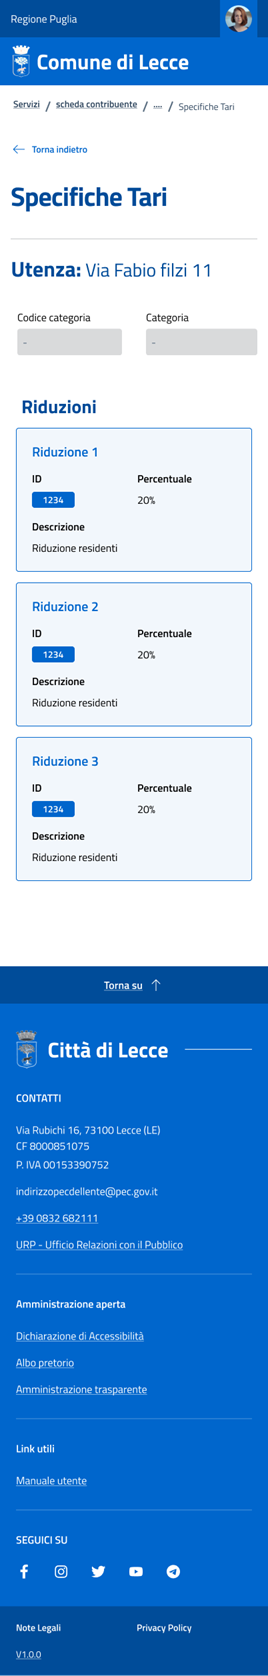 Regione Puglia
Comune di Lecce
Servizi / scheda contribuente / .... / Specifiche Tari
Torna indietro
Specifiche Tari
Utenza: Via Fabio filzi 11
Codice categoria Categoria
- -
Riduzioni
Riduzione 1
ID Percentuale
1234 20%
Descrizione
Riduzione residenti
Riduzione 2
ID Percentuale
1234 20%
Descrizione
Riduzione residenti
Riduzione 3
ID Percentuale
1234 20%
Descrizione
Riduzione residenti
Torna su
Città di Lecce
CONTATTI
Via Rubichi 16, 73100 Lecce (LE)
CF 8000851075
P. IVA 00153390752
indirizzopecdellente@pec.gov.it
+39 0832 682111
URP - Ufficio Relazioni con il Pubblico
Amministrazione aperta
Dichiarazione di Accessibilità
Albo pretorio
Amministrazione trasparente
Link utili
Manuale utente
SEGUICI SU
Note Legali Privacy Policy
V1.0.0